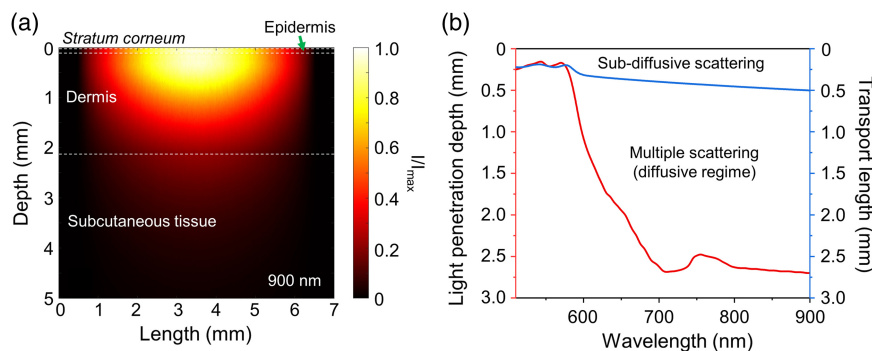 (a)
Stratum corneum
Epidermis
0
1
2
3
4
5
Depth (mm)
Dermis
Subcutaneous tissue
900 nm
0 1 2 3 4 5 6 7
Length (mm)
1.0
0.8
0.6
0.4
0.2
0
I/Imax
(b)
0
0.5
1.0
1.5
2.0
2.5
3.0
Light penetration depth (mm)
Sub-diffusive scattering
Multiple scattering
(diffusive regime)
600 700 800 900
Wavelength (nm)
0
0.5
1.0
1.5
2.0
2.5
3.0
Transport length (mm)